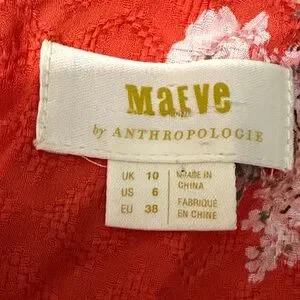 Maeve
by ANTHROPOLOGIE
UK 10 MADE IN
US 6 CHINA
EU 38 FABRIQUÉ
EN CHINE